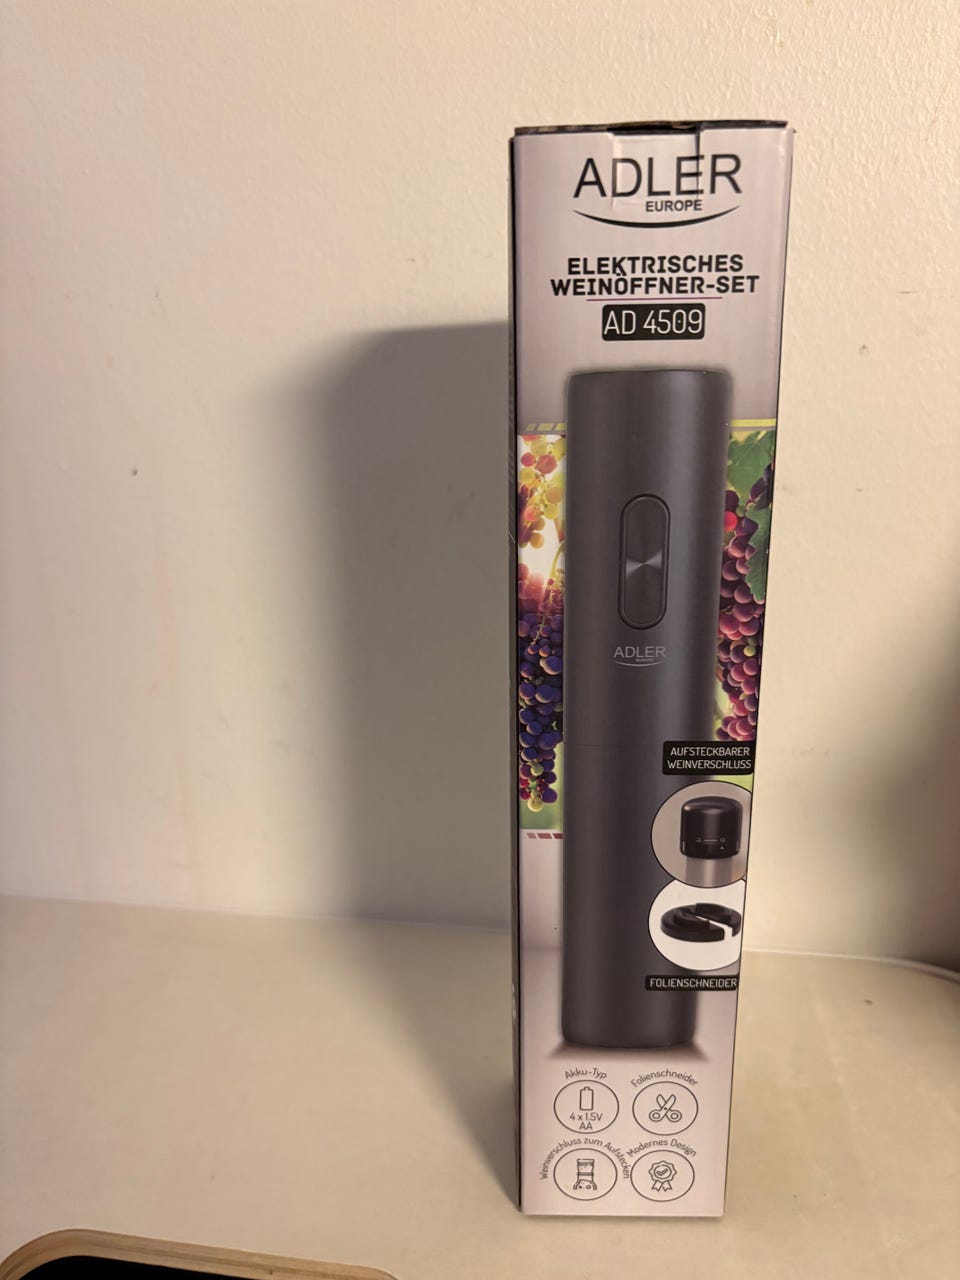 ADLER
EUROPE
ELEKTRISCHES
WEINÖFFNER-SET
AD 4509
ADLER
EUROPE
AUFSTECKBARER
WEINVERSCHLUSS
FOLIENSCHNEIDER
Akku-Typ
4 x 1.5V
AA
Folienschneider
Weinverschluss zum Aufstecken
Modernes Design